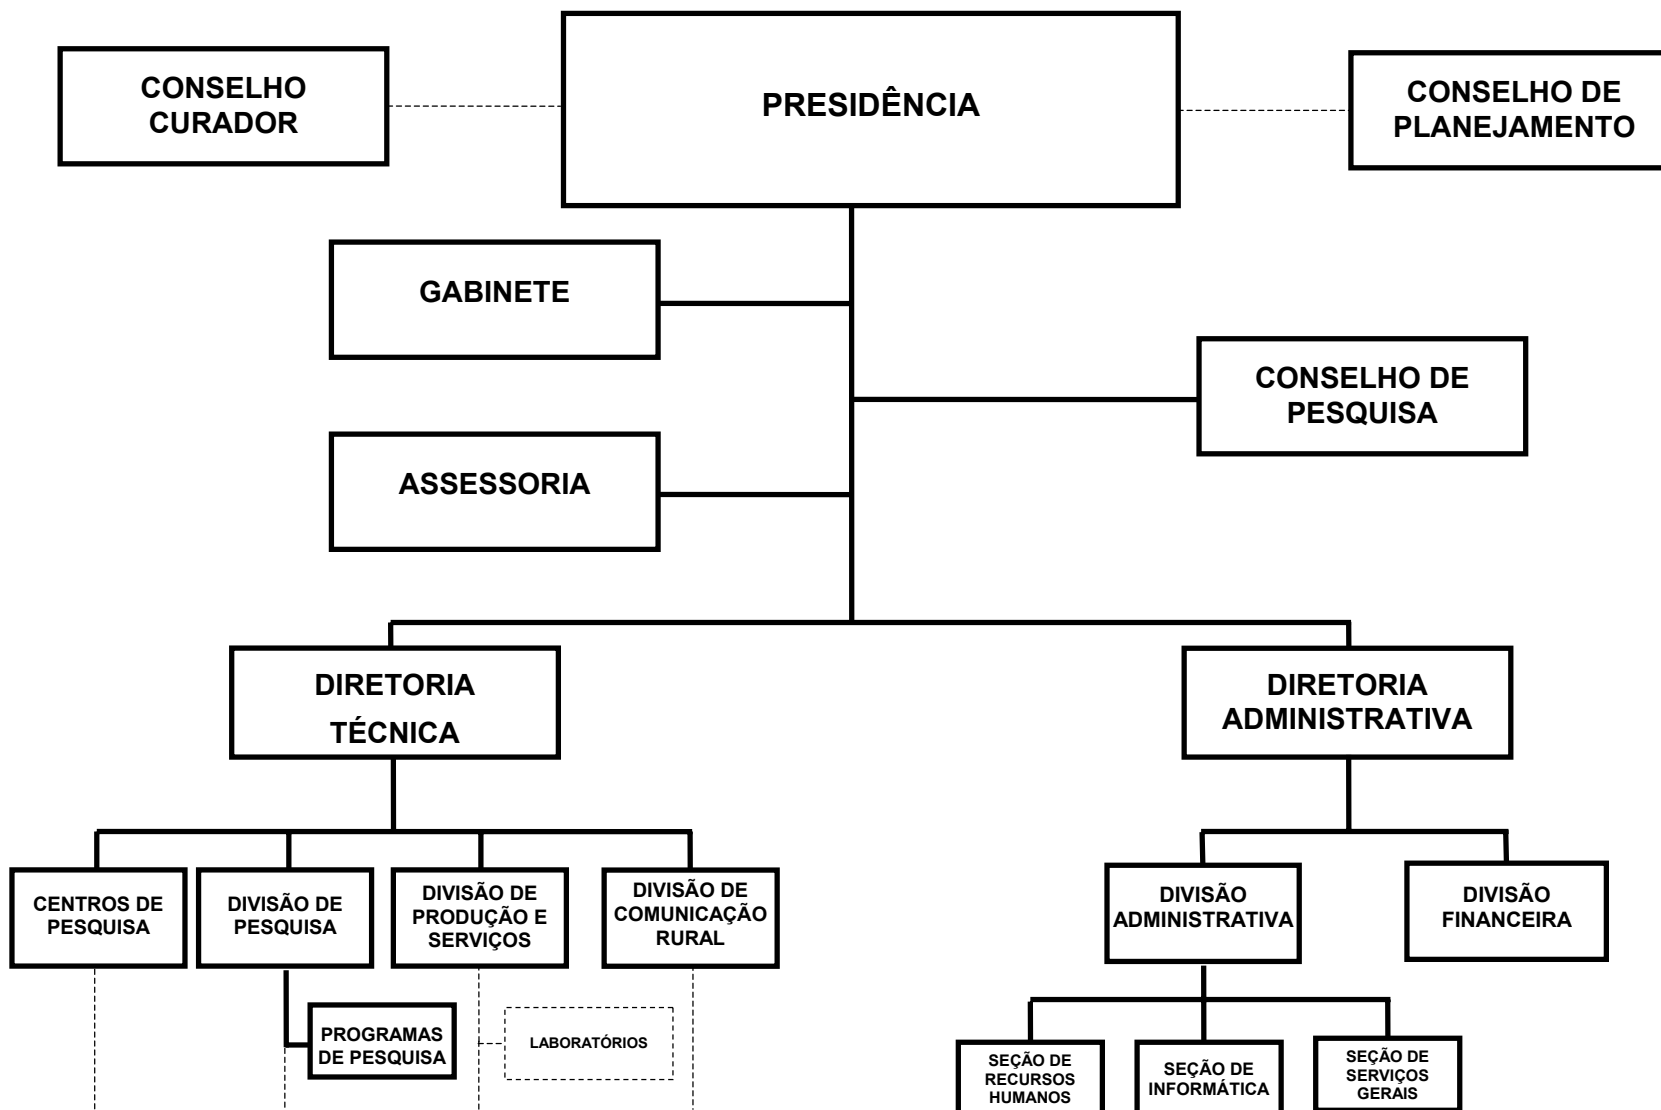 CONSELHO
CURADOR
PRESIDÊNCIA
CONSELHO DE
PLANEJAMENTO
GABINETE
CONSELHO DE
PESQUISA
ASSESSORIA
DIRETORIA
TÉCNICA
DIRETORIA
ADMINISTRATIVA
CENTROS DE
PESQUISA
DIVISÃO DE
PESQUISA
DIVISÃO DE
PRODUÇÃO E
SERVIÇOS
DIVISÃO DE
COMUNICAÇÃO
RURAL
DIVISÃO
ADMINISTRATIVA
DIVISÃO
FINANCEIRA
PROGRAMAS
DE PESQUISA
LABORATÓRIOS
SEÇÃO DE
RECURSOS
HUMANOS
SEÇÃO DE
INFORMÁTICA
SEÇÃO DE
SERVIÇOS
GERAIS